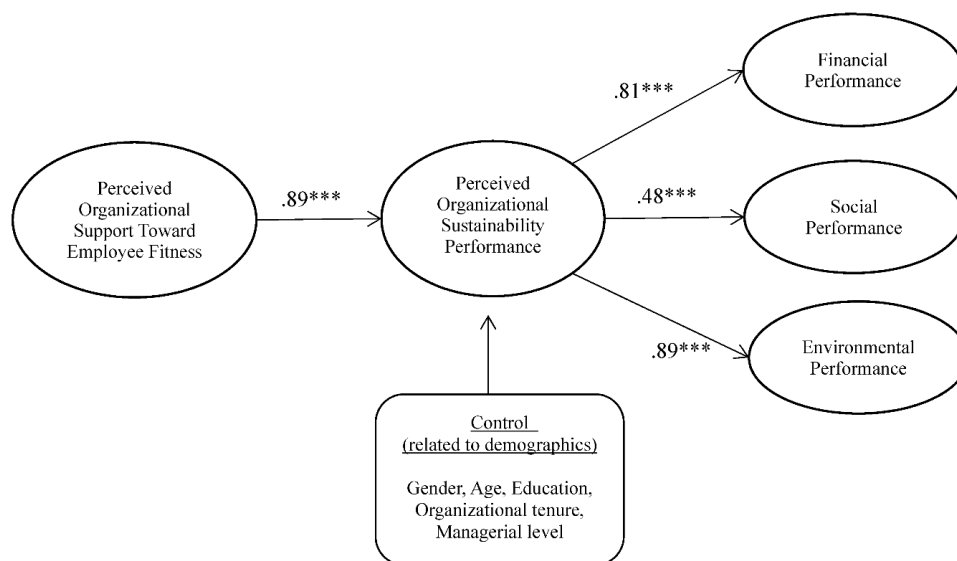 Financial
Performance
.81***
Perceived
Organizational
Support Toward
Employee Fitness
.89***
Perceived
Organizational
Sustainability
Performance
.48***
Social
Performance
.89***
Environmental
Performance
Control
(related to demographics)
Gender, Age, Education,
Organizational tenure,
Managerial level